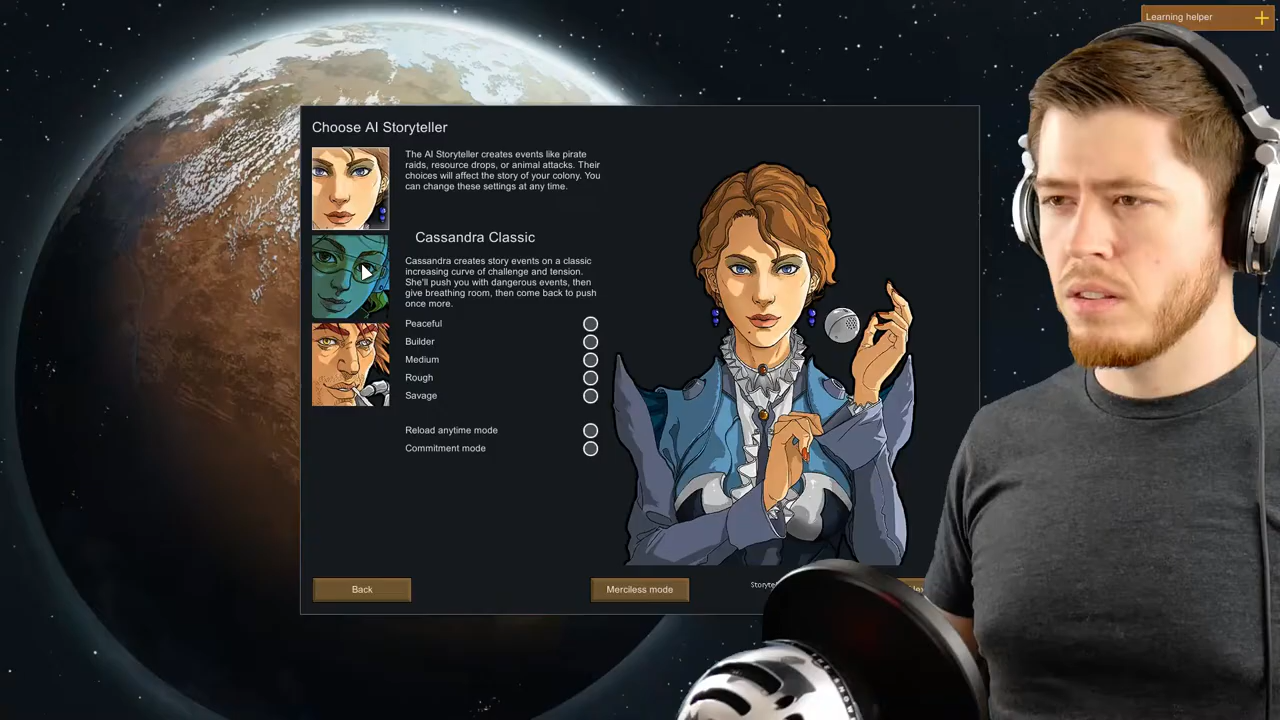 Learning helper
Choose AI Storyteller
The AI Storyteller creates events like pirate
raids, resource drops, or animal attacks. Their
choices will affect the story of your colony. You
can change these settings at any time.
Cassandra Classic
Cassandra creates story events on a classic
increasing curve of challenge and tension.
She'll push you with dangerous events, then
give breathing room, then come back to push
once more.
Peaceful
Builder
Medium
Rough
Savage
Reload anytime mode
Commitment mode
Back
Merciless mode